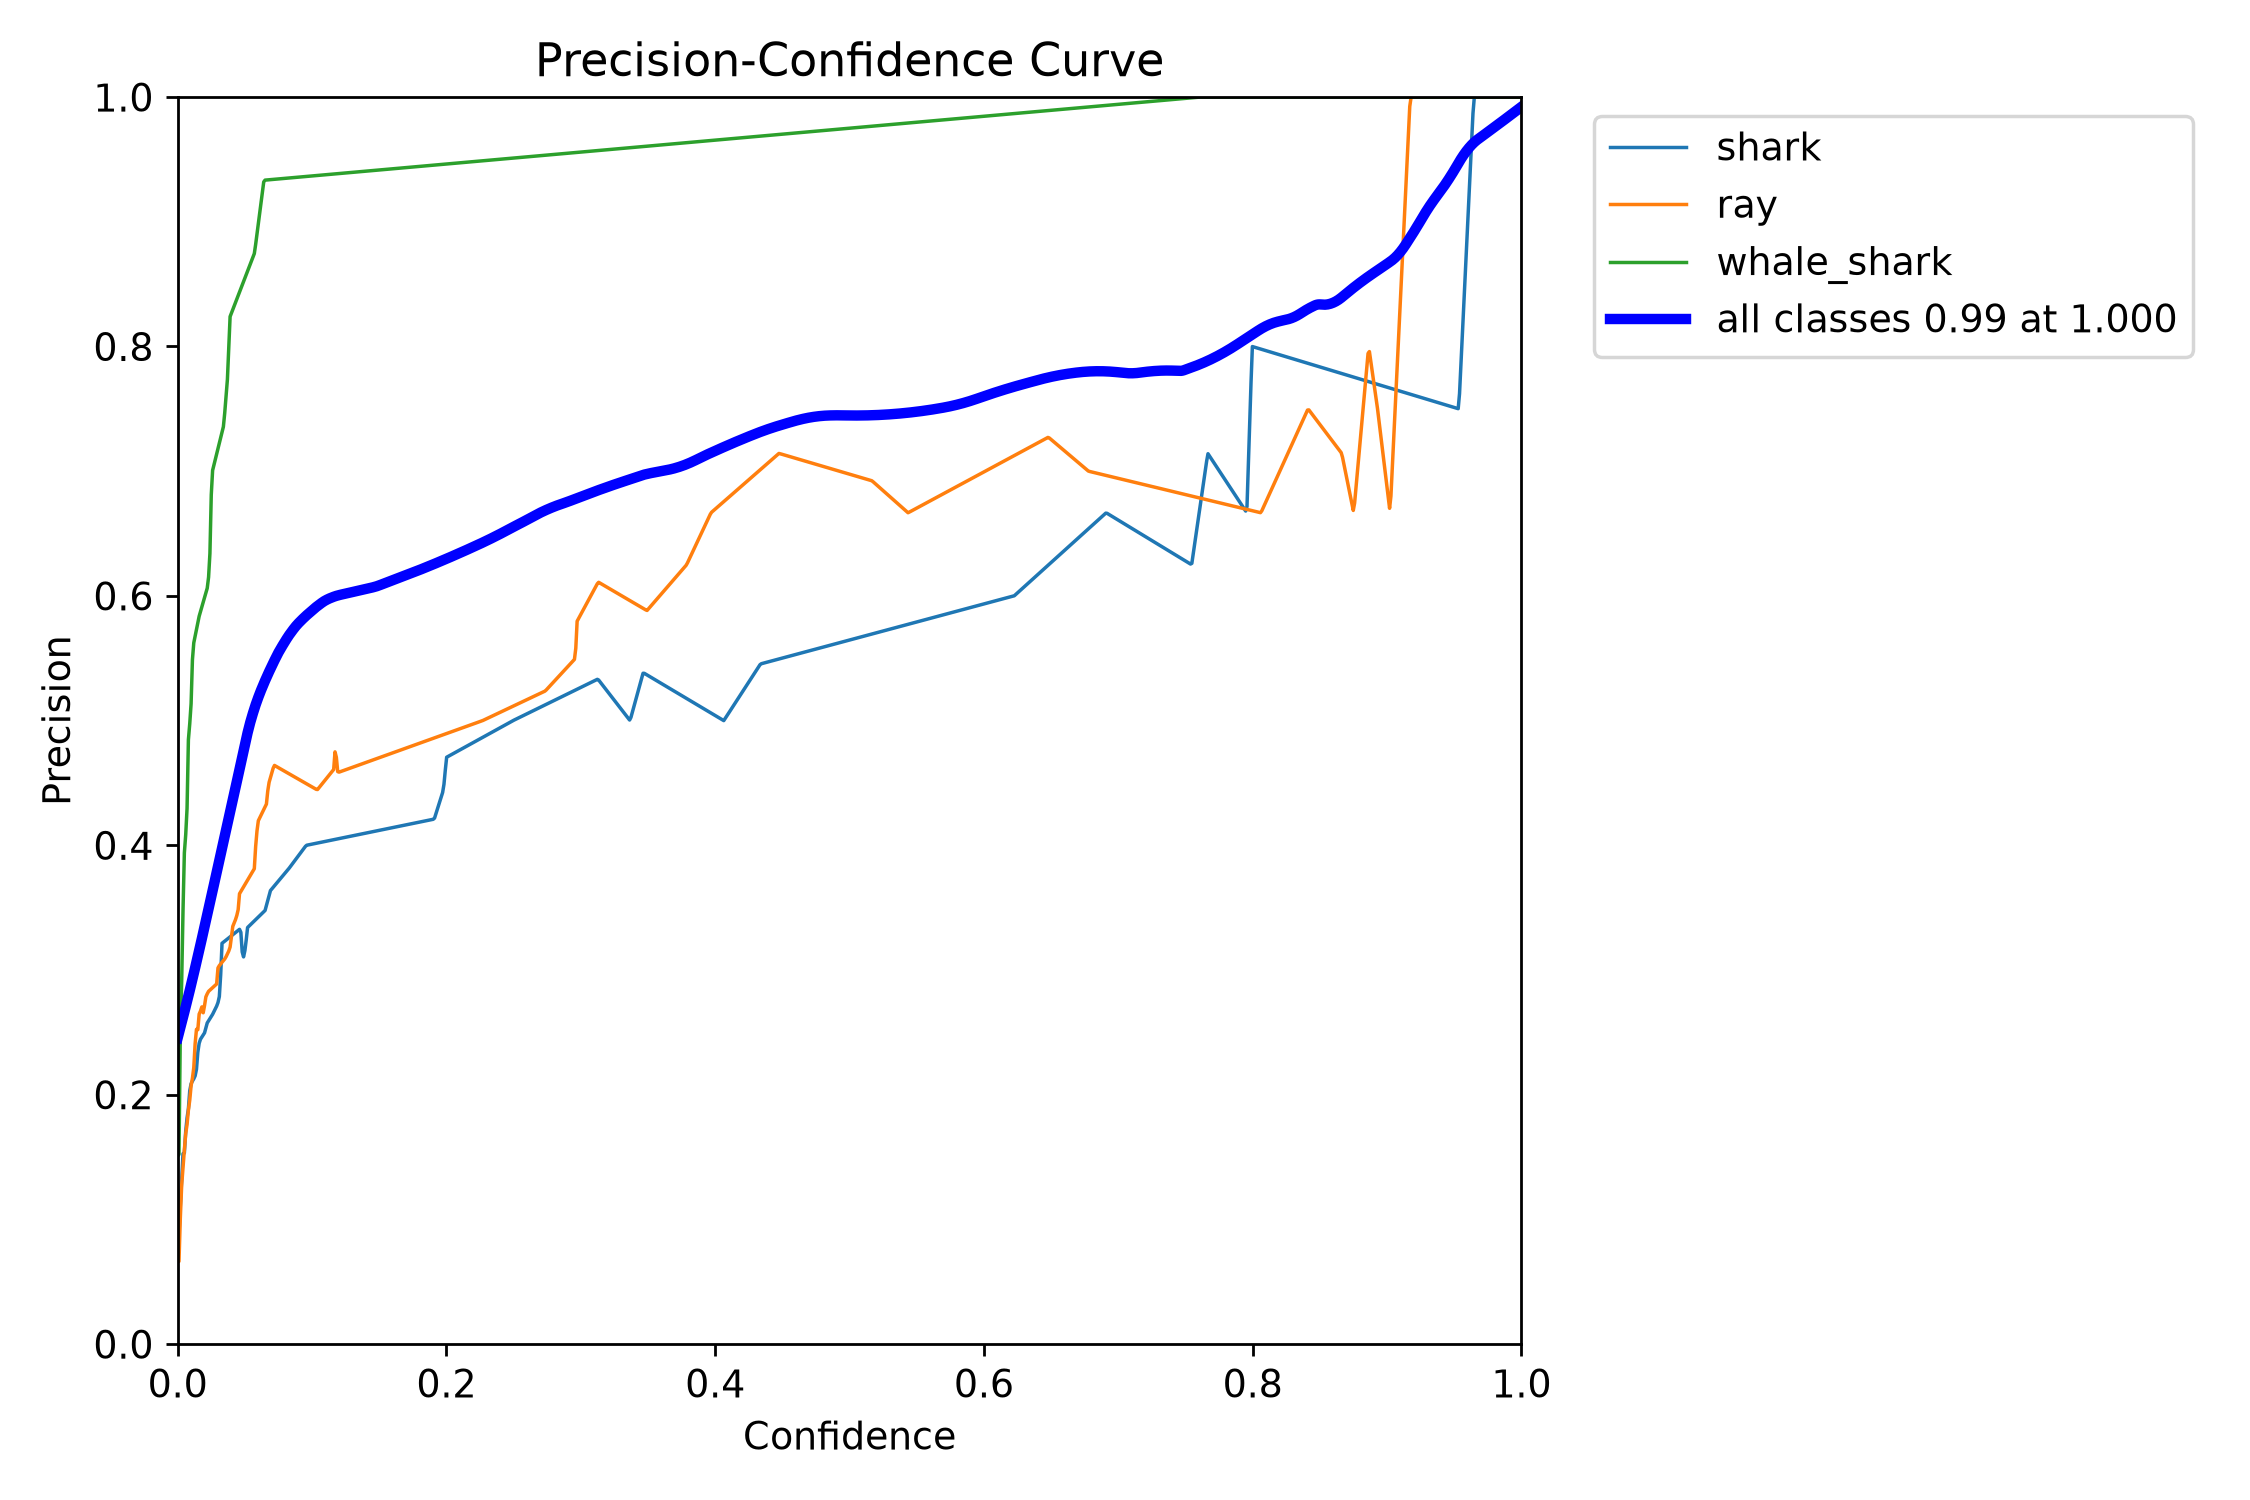 Precision-Confidence Curve
1.0
0.8
0.6
0.4
0.2
0.0
Precision
0.0 0.2 0.4 0.6 0.8 1.0
Confidence
shark
ray
whale_shark
all classes 0.99 at 1.000